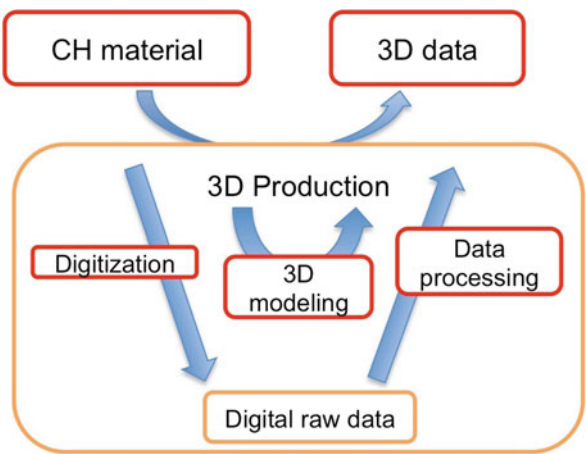 CH material
3D data
3D Production
Digitization
3D
modeling
Data
processing
Digital raw data